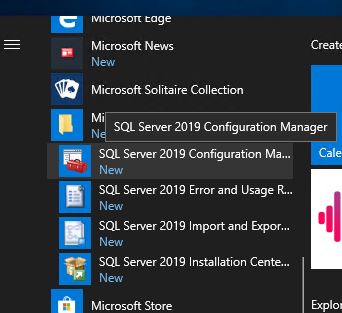 Microsoft Edge
Microsoft News
New
Create
Microsoft Solitaire Collection
Mi
Ne
SQL Server 2019 Configuration Manager
SQL Server 2019 Configuration Ma...
New
Cale
SQL Server 2019 Error and Usage R...
New
SQL Server 2019 Import and Expor...
New
SQL Server 2019 Installation Cente...
New
Microsoft Store
Explor